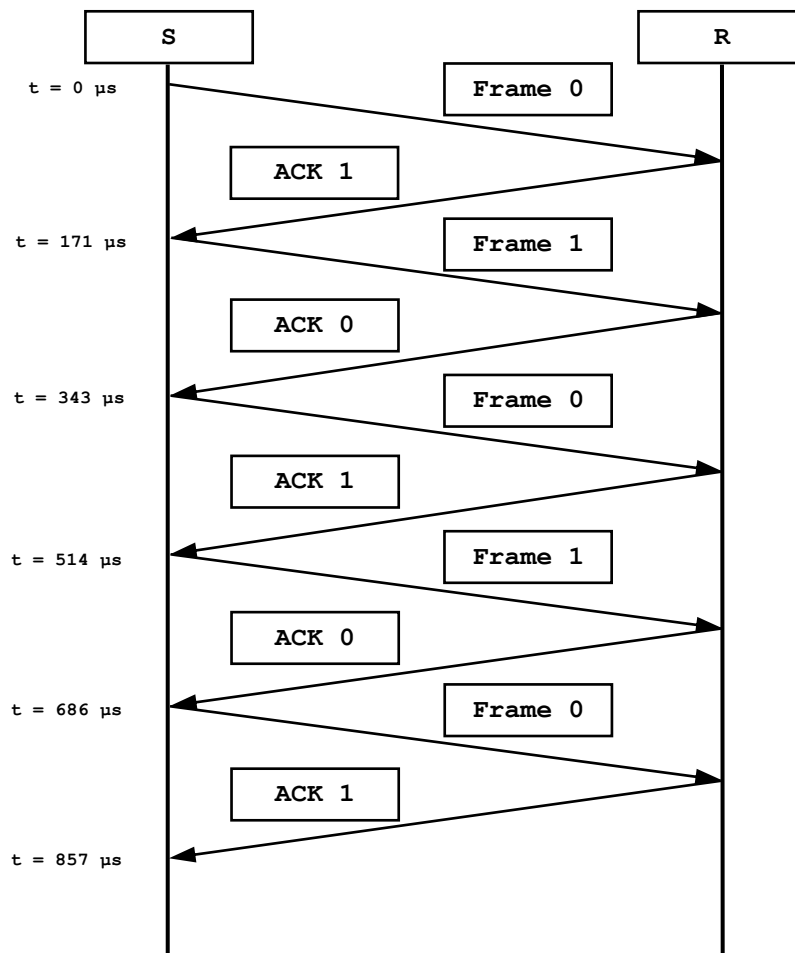 S
R
t = 0 µs
Frame 0
ACK 1
t = 171 µs
Frame 1
ACK 0
t = 343 µs
Frame 0
ACK 1
t = 514 µs
Frame 1
ACK 0
t = 686 µs
Frame 0
ACK 1
t = 857 µs